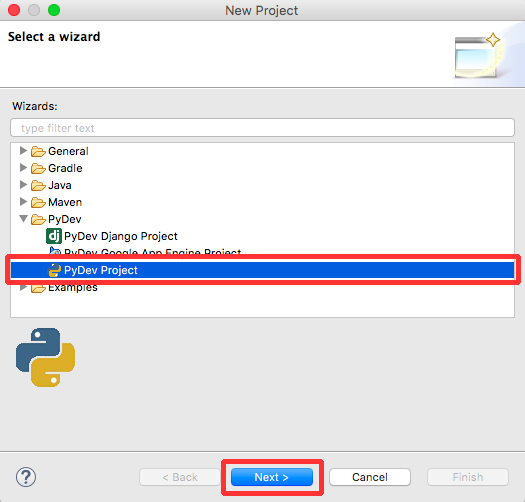 New Project
Select a wizard
Wizards:
type filter text
General
Gradle
Java
Maven
PyDev
dj PyDev Django Project
PyDev Google App Engine Project
PyDev Project
Examples
?
< Back Next > Cancel Finish